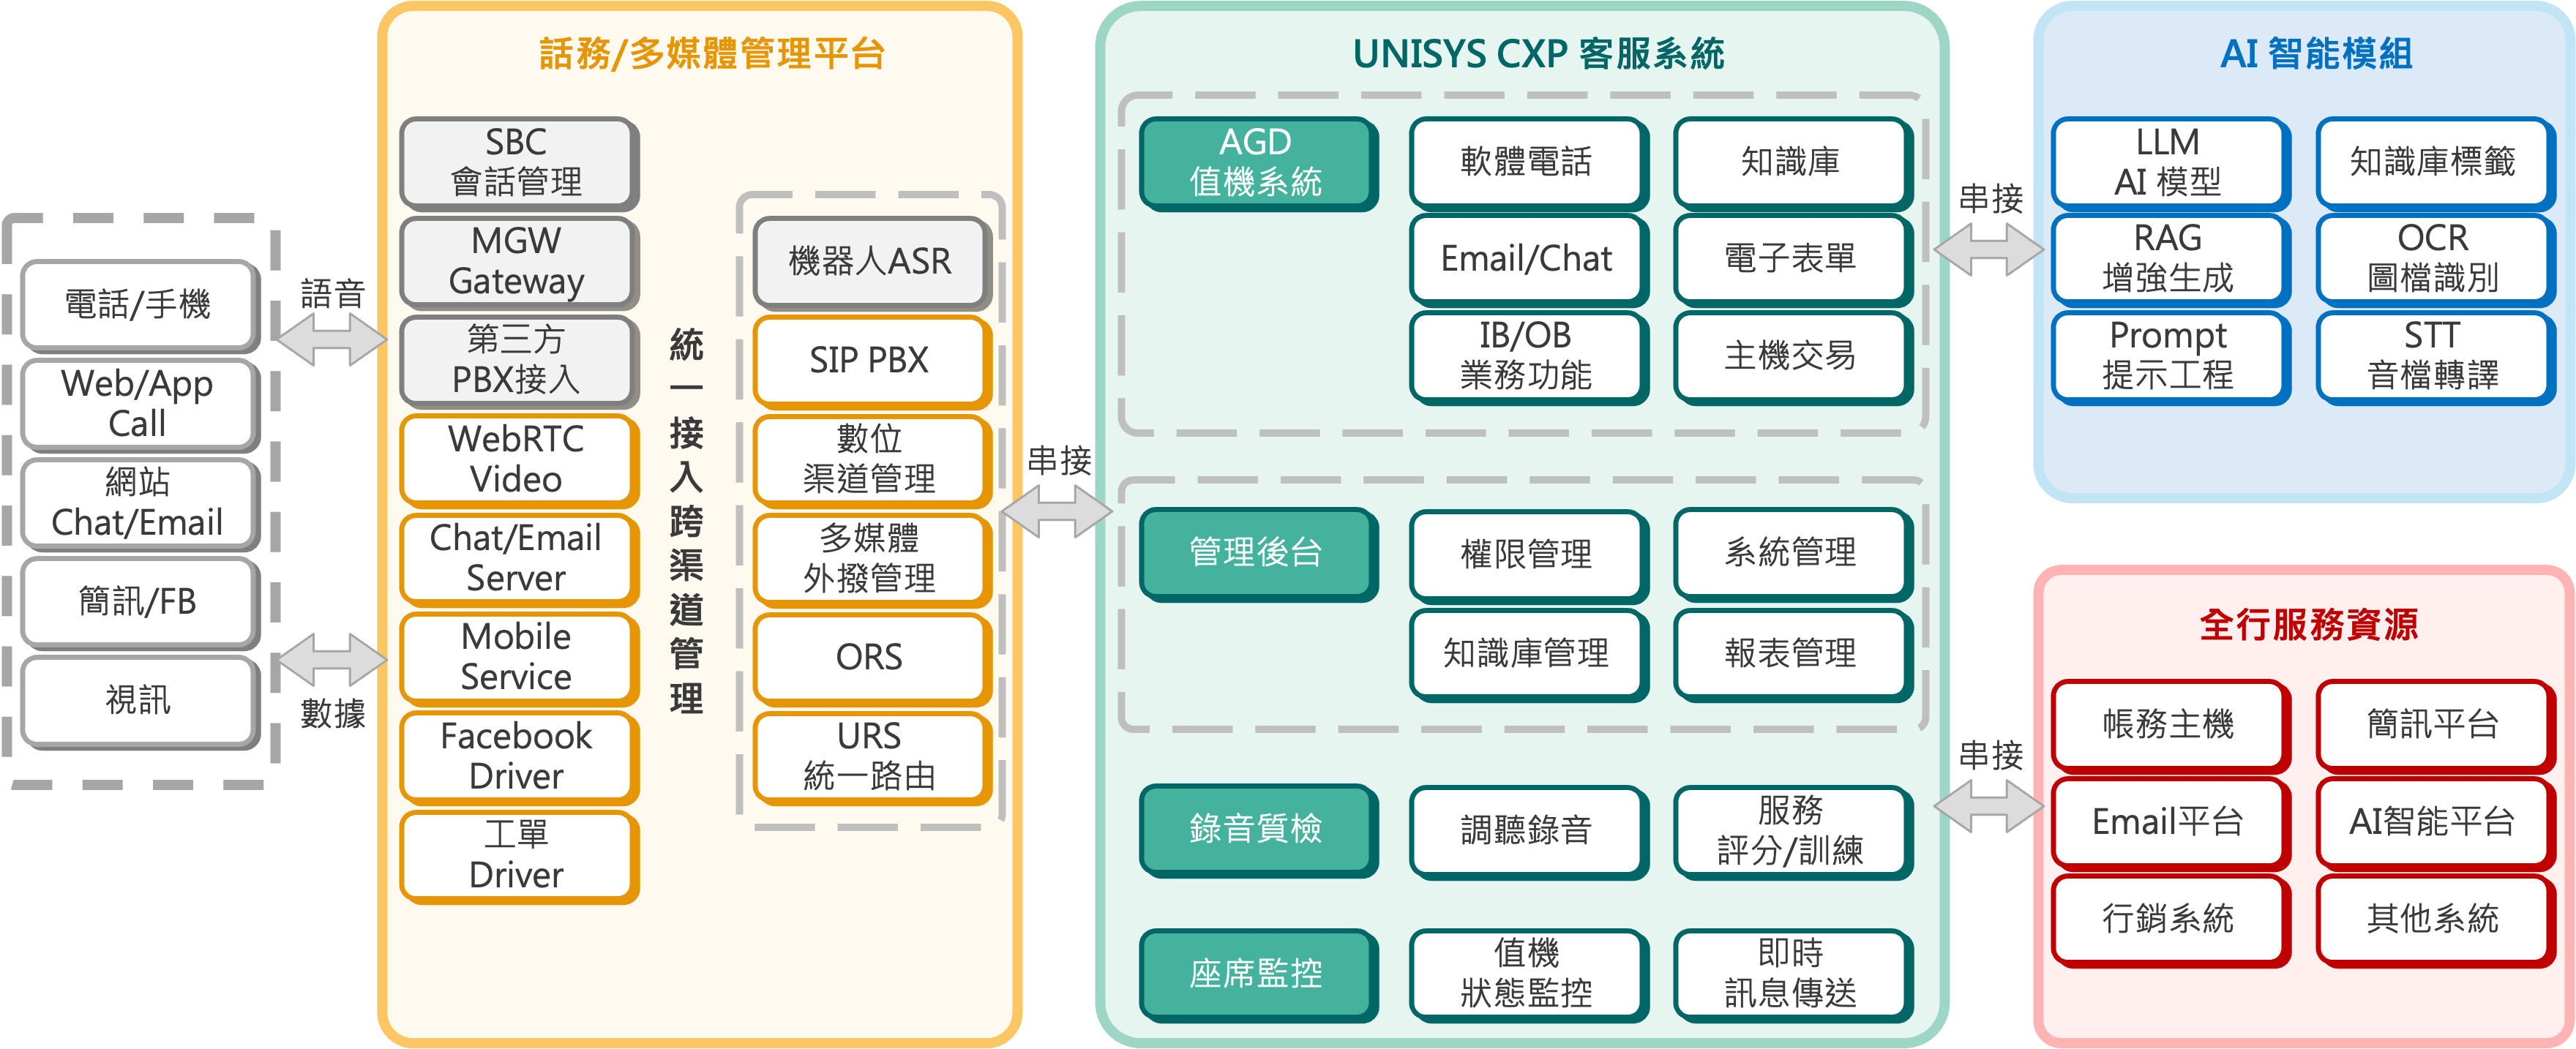 電話/手機
Web/App
Call
網站
Chat/Email
簡訊/FB
視訊
語音
數據
話務/多媒體管理平台
SBC
會話管理
MGW
Gateway
第三方
PBX接入
WebRTC
Video
Chat/Email
Server
Mobile
Service
Facebook
Driver
工單
Driver
統一接入跨渠道管理
機器人ASR
SIP PBX
數位
渠道管理
多媒體
外撥管理
ORS
URS
統一路由
串接
UNISYS CXP 客服系統
AGD
值機系統
軟體電話
知識庫
Email/Chat
電子表單
IB/OB
業務功能
主機交易
管理後台
權限管理
系統管理
知識庫管理
報表管理
錄音質檢
調聽錄音
服務
評分/訓練
座席監控
值機
狀態監控
即時
訊息傳送
串接
串接
AI 智能模組
LLM
AI 模型
知識庫標籤
RAG
增強生成
OCR
圖檔識別
Prompt
提示工程
STT
音檔轉譯
全行服務資源
帳務主機
簡訊平台
Email平台
AI智能平台
行銷系統
其他系統